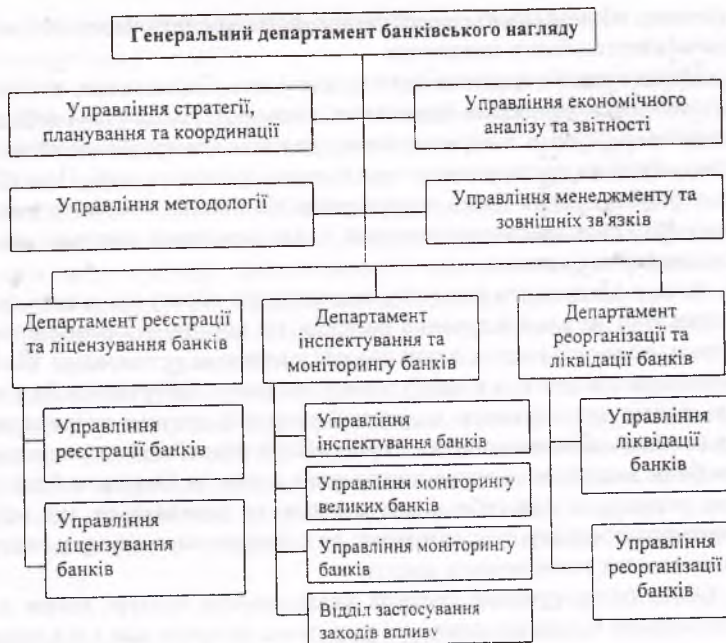 Генеральний департамент банківського нагляду
Управління стратегії,
планування та координації
Управління економічного
аналізу та звітності
Управління методології
Управління менеджменту та
зовнішніх зв'язків
Департамент реєстрації
та ліцензування банків
Департамент
інспектування та
моніторингу банків
Департамент
реорганізації та
ліквідації банків
Управління
реєстрації банків
Управління
ліцензування
банків
Управління
інспектування банків
Управління моніторингу
великих банків
Управління моніторингу
банків
Відділ застосування
заходів впливу
Управління
ліквідації
банків
Управління
реорганізації
банків